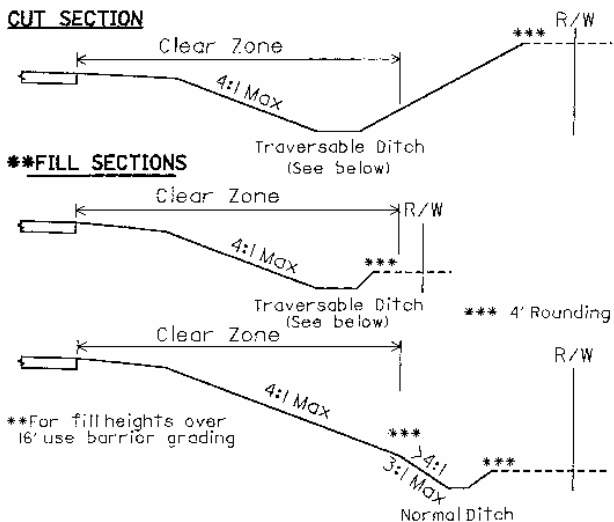 CUT SECTION
R/W
***
Clear Zone
4:1 Max
Traversable Ditch
(See below)
**FILL SECTIONS
Clear Zone
R/W
4:1 Max
***
Traversable Ditch
(See below)
*** 4' Rounding
Clear Zone
R/W
4:1 Max
**For fill heights over
16' use barrier grading
***
>4:1
3:1 Max
***
Normal Ditch